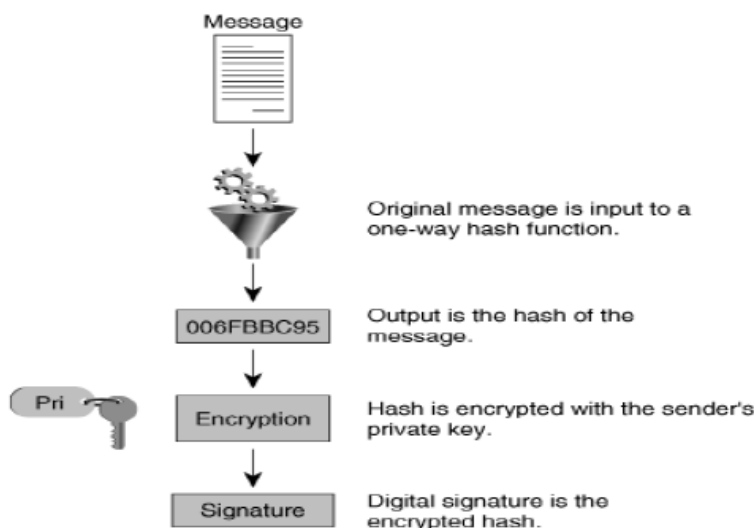 Message
Original message is input to a
one-way hash function.
006FBBC95
Output is the hash of the
message.
Pri
Encryption
Hash is encrypted with the sender's
private key.
Signature
Digital signature is the
encrypted hash.